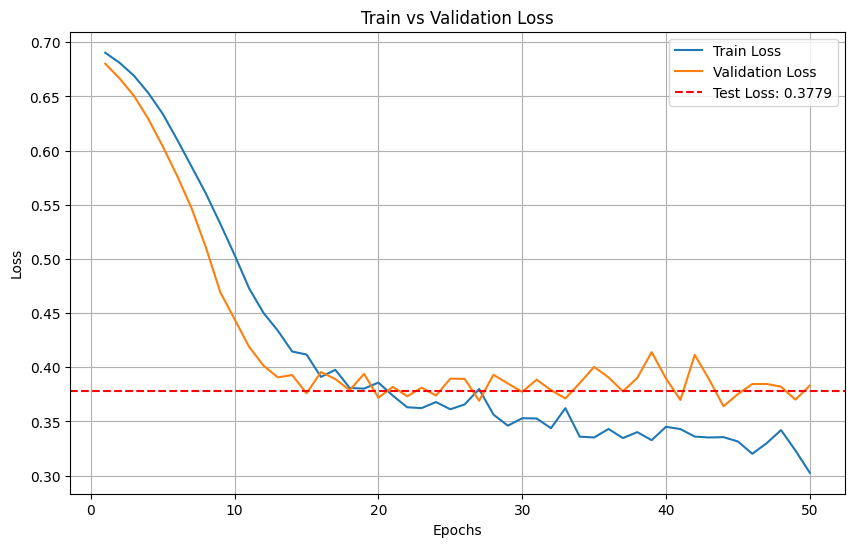 Train vs Validation Loss
Train Loss
Validation Loss
Test Loss: 0.3779
Loss
0.70
0.65
0.60
0.55
0.50
0.45
0.40
0.35
0.30
0
10
20
30
40
50
Epochs